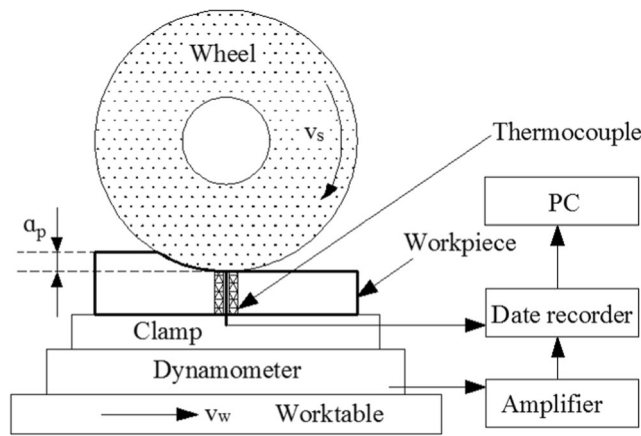 Wheel
vs
Thermocouple
PC
ap
Workpiece
Clamp
Date recorder
Dynamometer
Amplifier
vw
Worktable